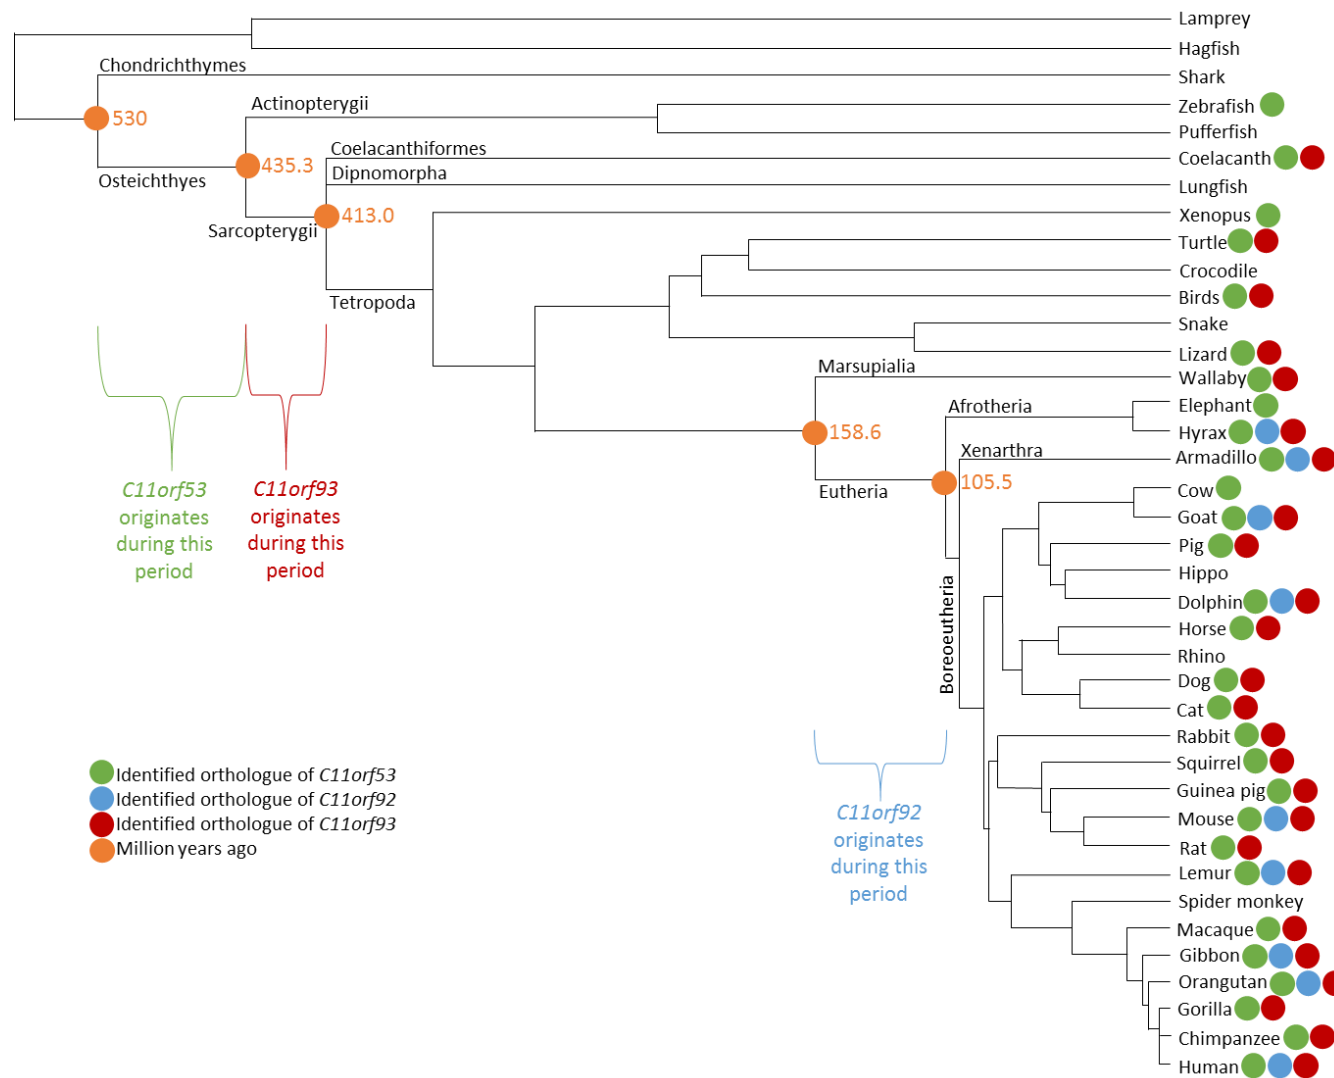 Lamprey
Hagfish
Chondrichthymes
Shark
Actinopterygii
Zebrafish
530
Pufferfish
Coelacanthiformes
Coelacanth
435.3
Dipnomorpha
Osteichthyes
Lungfish
413.0
Xenopus
Sarcopterygii
Turtle
Crocodile
Tetropoda
Birds
Snake
Lizard
Marsupialia
Wallaby
Afrotheria
Elephant
158.6
Hyrax
Xenarthra
Armadillo
105.5
Eutheria
Cow
Goat
Pig
Hippo
Dolphin
Boreoeutheria
Horse
Rhino
Dog
Cat
Rabbit
Squirrel
Guinea pig
Mouse
Rat
Lemur
Spider monkey
Macaque
Gibbon
Orangutan
Gorilla
Chimpanzee
Human
C11orf53
originates
during this
period
C11orf93
originates
during this
period
C11orf92
originates
during this
period
Identified orthologue of C11orf53
Identified orthologue of C11orf92
Identified orthologue of C11orf93
Million years ago